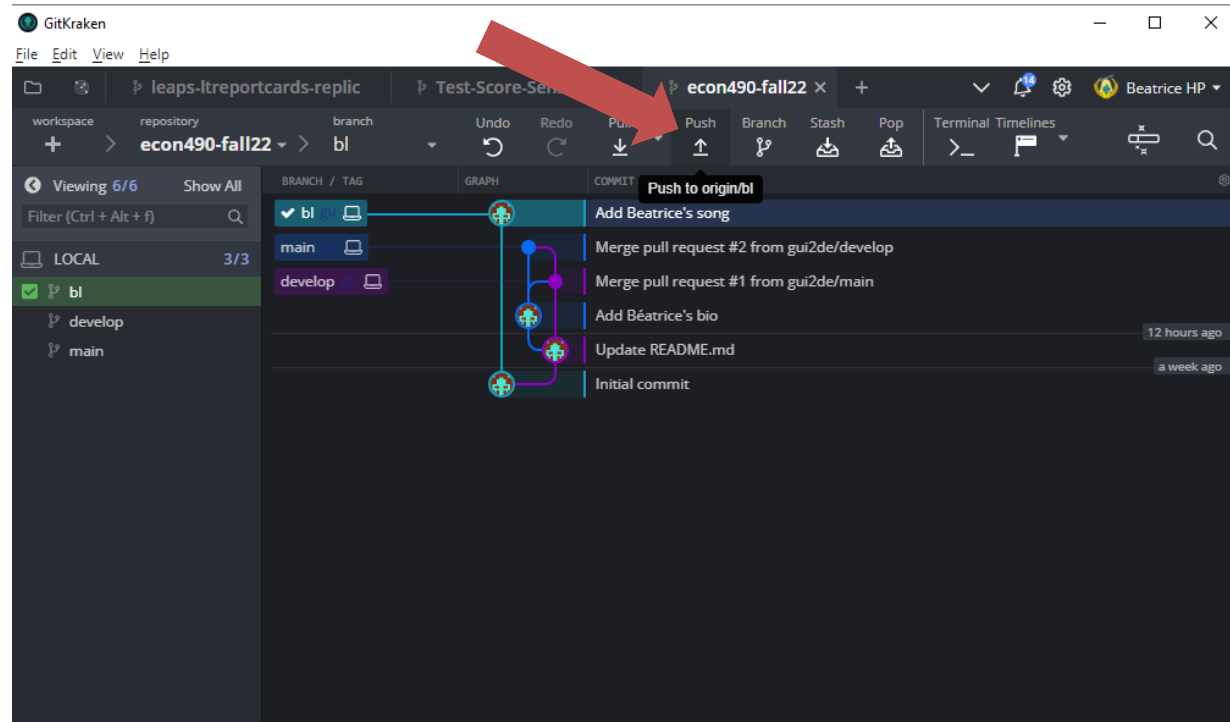 GitKraken
File Edit View Help
leaps-ltreportcards-replic
econ490-fall22
Beatrice HP
workspace repository branch Undo Redo Push Branch Stash Pop Terminal Timelines
econ490-fall22 bl
Viewing 6/6 Show All BRANCH / TAG GRAPH COMMIT
Push to origin/bl
Filter (Ctrl + Alt + f) bl Add Beatrice's song
LOCAL 3/3 main Merge pull request #2 from gui2de/develop
develop Merge pull request #1 from gui2de/main
bl
Add Béatrice's bio
develop
12 hours ago
main Update README.md
a week ago
Initial commit